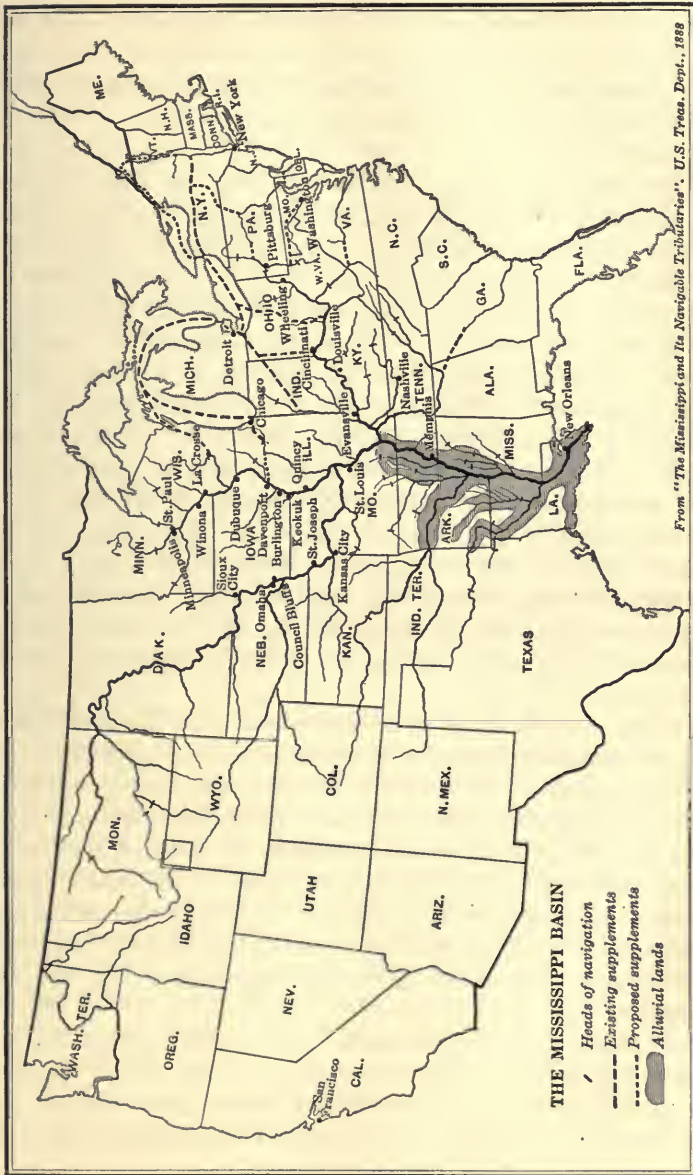 WASH. TER.
MON.
DAK.
MINN.
WIS.
MICH.
N.Y.
VT.
N.H.
ME.
MASS.
CONN.
R.I.
New York
OREG.
IDAHO
WYO.
NEB.
IOWA
ILL.
IND.
OHIO
PA.
N.J.
DEL.
MD.
W.VA.
VA.
NEV.
UTAH
COL.
KAN.
MO.
KY.
TENN.
N.C.
S.C.
CAL.
ARIZ.
N.MEX.
IND. TER.
ARK.
TEXAS
LA.
MISS.
ALA.
GA.
FLA.
San
Francisco
St.Paul
Minneapolis
La Crosse
Winona
Sioux
City
Dubuque
Davenport
Burlington
Omaha
Council Bluffs
Keokuk
St.Joseph
Quincy
Kansas City
St.Louis
Chicago
Detroit
Evansville
Louisville
Cincinnati
Wheeling
Pittsburg
Washington
Nashville
Memphis
New Orleans
THE MISSISSIPPI BASIN
Heads of navigation
Existing supplements
Proposed supplements
Alluvial lands
From "The Mississippi and Its Navigable Tributaries". U.S. Treas. Dept., 1888